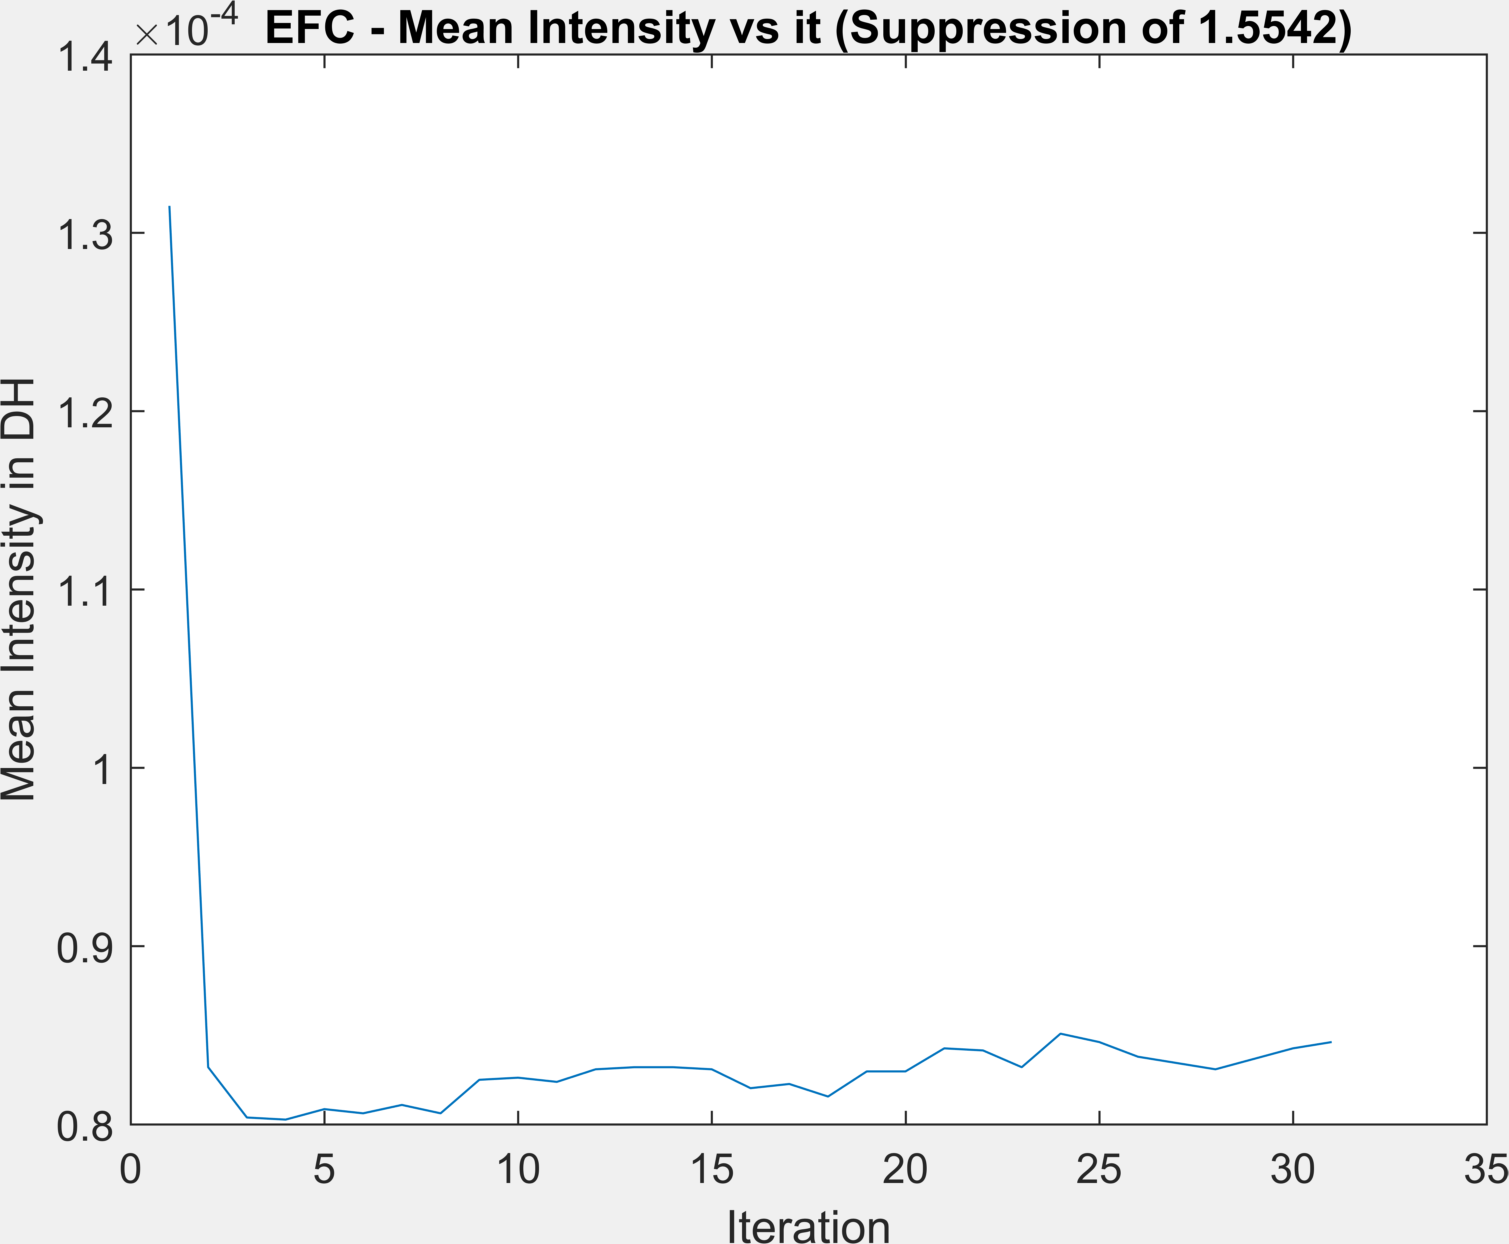 ×10-4 EFC - Mean Intensity vs it (Suppression of 1.5542)
1.4
1.3
1.2
1.1
1
0.9
0.8
Mean Intensity in DH
0 5 10 15 20 25 30 35
Iteration